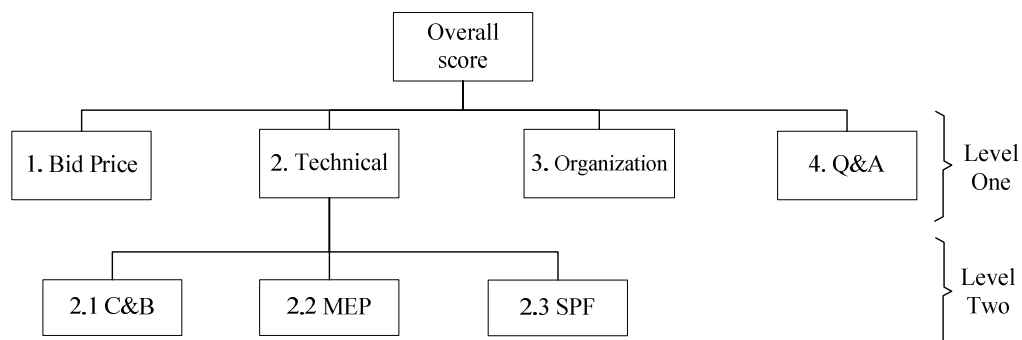 Overall
score
1. Bid Price
2. Technical
3. Organization
4. Q&A
Level
One
2.1 C&B
2.2 MEP
2.3 SPF
Level
Two